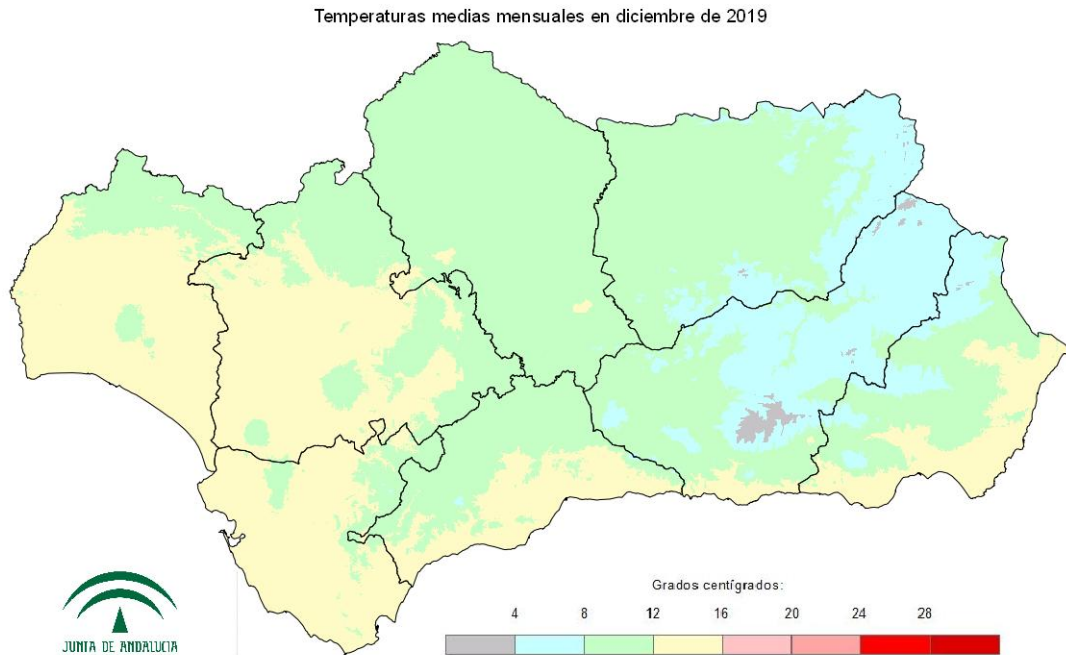 Temperaturas medias mensuales en diciembre de 2019
Grados centígrados:
4 8 12 16 20 24 28
JUNTA DE ANDALUCIA